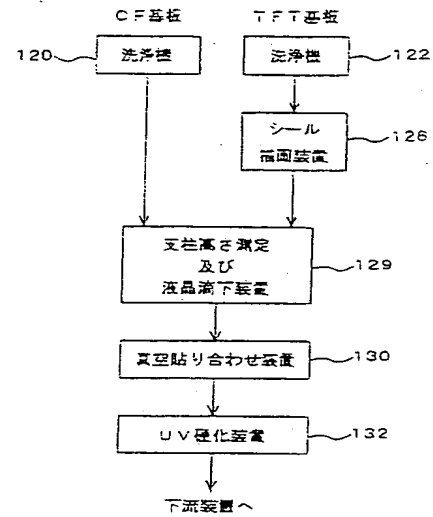 CF基板 TFT基板
120 洗浄機 洗浄機 122
シール
描画装置 126
支柱高さ測定
及び
液晶滴下装置 129
真空貼り合わせ装置 130
UV硬化装置 132
下流装置へ